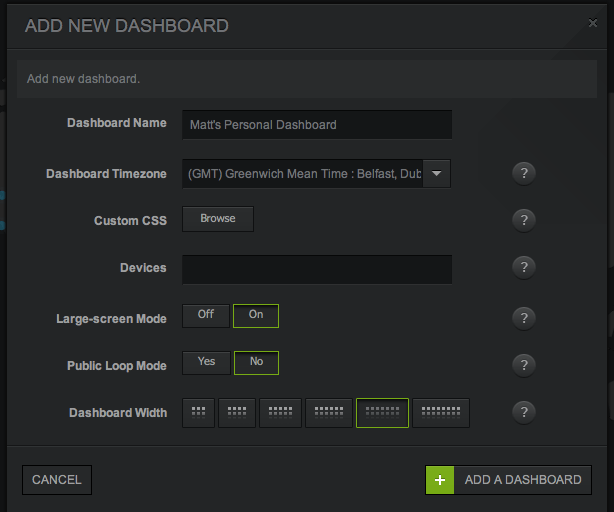 ADD NEW DASHBOARD ×
Add new dashboard.
Dashboard Name Matt's Personal Dashboard
Dashboard Timezone (GMT) Greenwich Mean Time : Belfast, Dub ?
Custom CSS Browse ?
Devices ?
Large-screen Mode Off On ?
Public Loop Mode Yes No ?
Dashboard Width ?
CANCEL + ADD A DASHBOARD